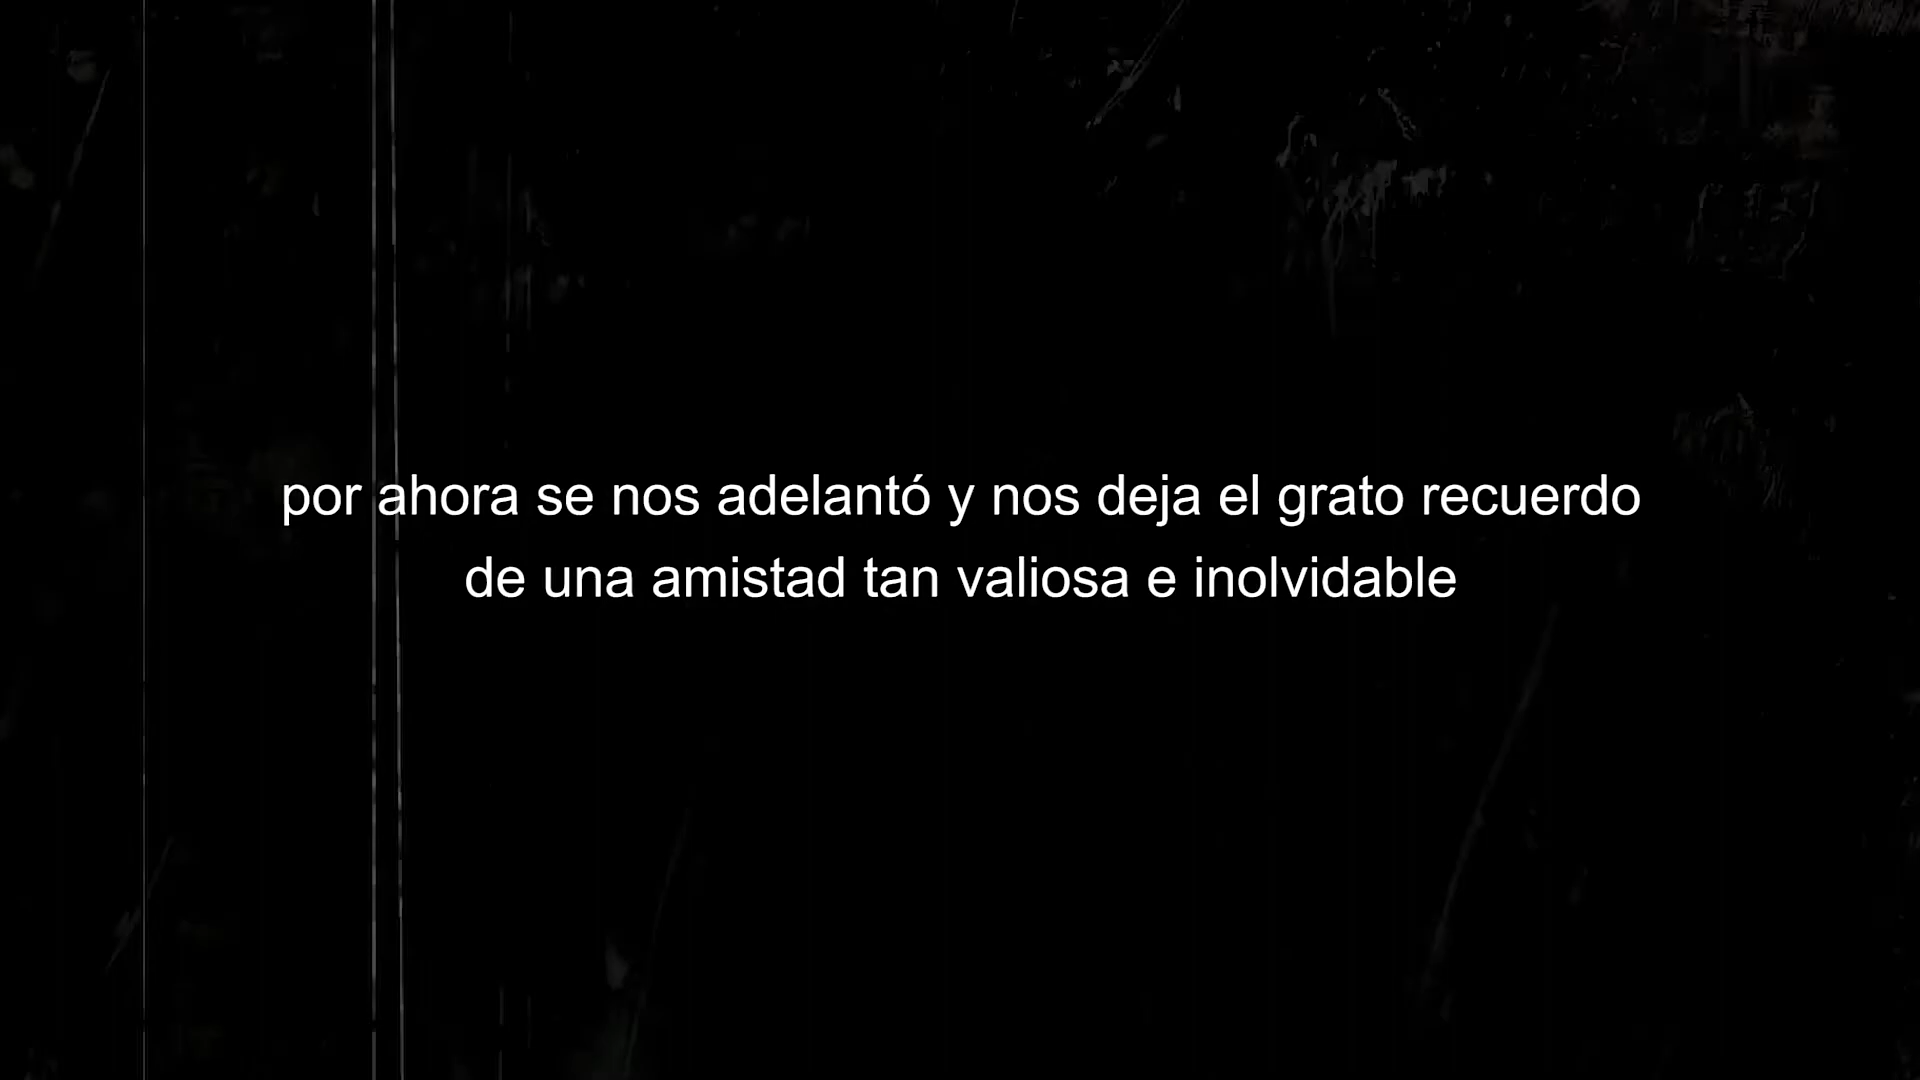 por ahora se nos adelantó y nos deja el grato recuerdo
de una amistad tan valiosa e inolvidable